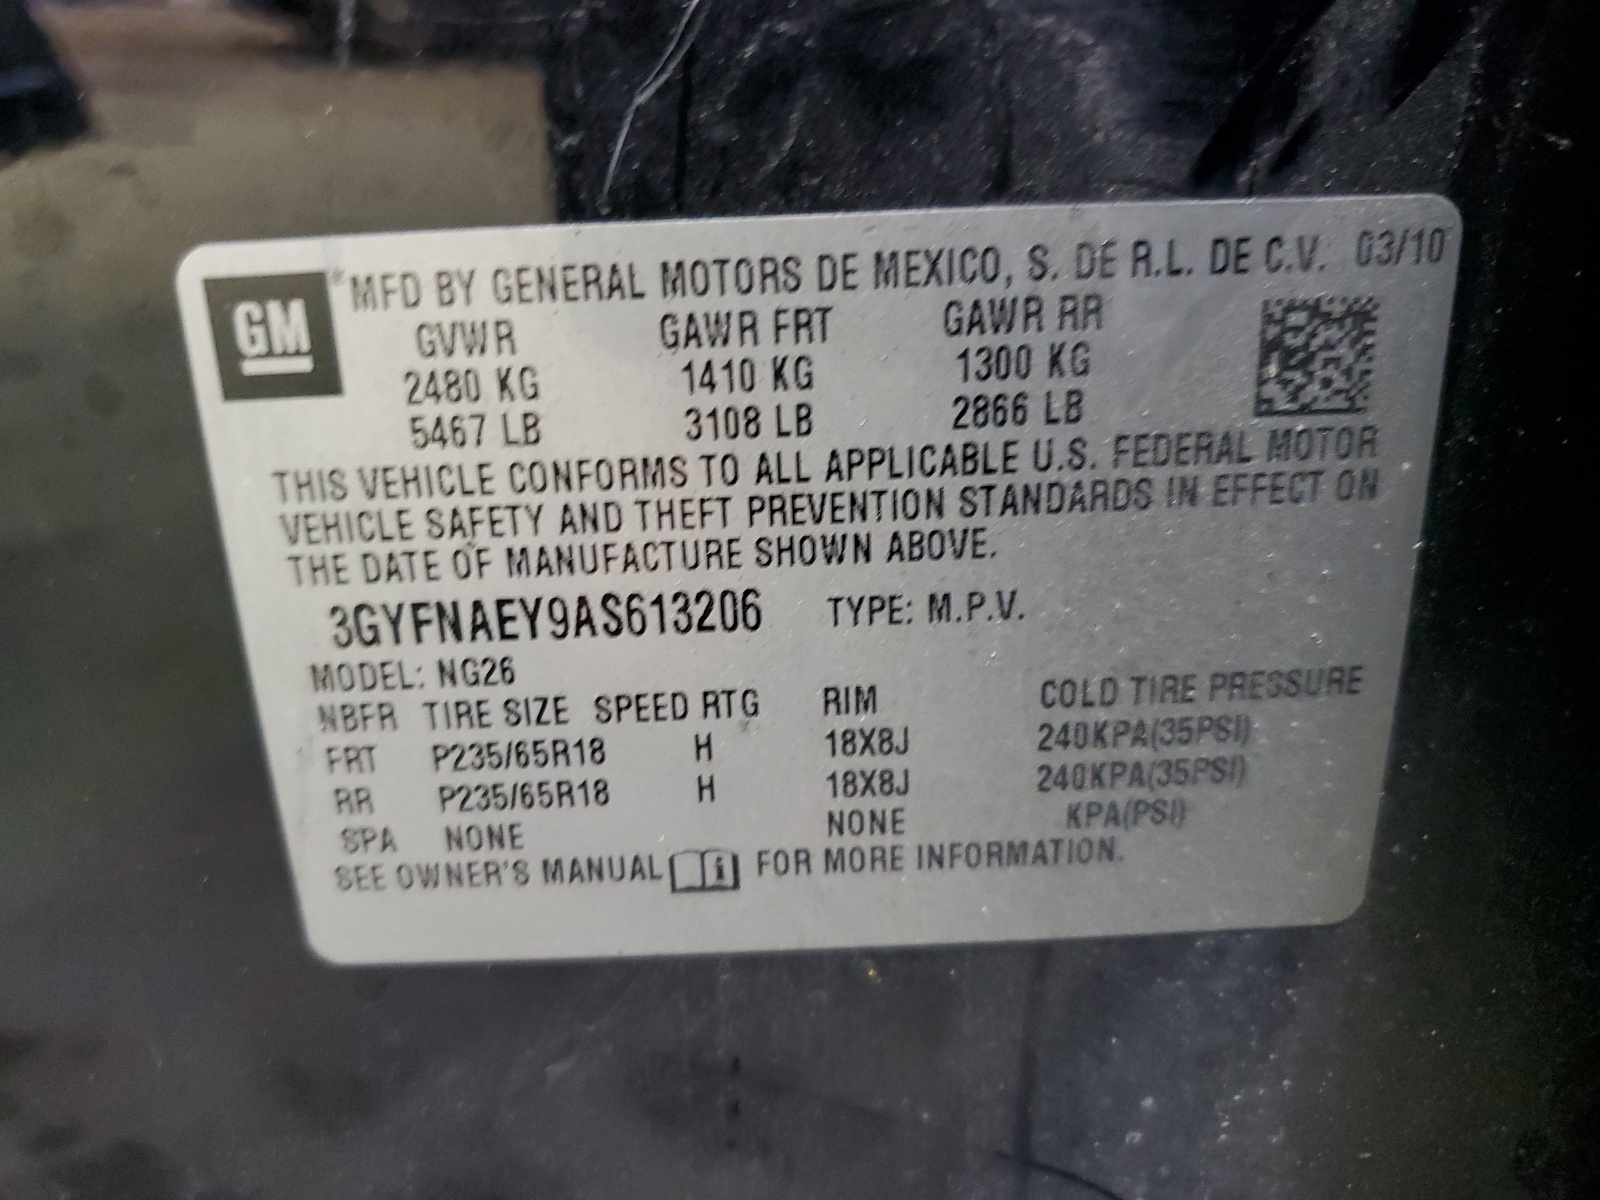 GM
® MFD BY GENERAL MOTORS DE MEXICO, S. DE R.L. DE C.V. 03/10
GVWR GAWR FRT GAWR RR
2480 KG 1410 KG 1300 KG
5467 LB 3108 LB 2866 LB
THIS VEHICLE CONFORMS TO ALL APPLICABLE U.S. FEDERAL MOTOR
VEHICLE SAFETY AND THEFT PREVENTION STANDARDS IN EFFECT ON
THE DATE OF MANUFACTURE SHOWN ABOVE.
3GYFNAEY9AS613206 TYPE: M.P.V.
MODEL: NG26
NBFR TIRE SIZE SPEED RTG RIM COLD TIRE PRESSURE
FRT P235/65R18 H 18X8J 240KPA(35PSI)
RR P235/65R18 H 18X8J 240KPA(35PSI)
SPA NONE NONE KPA(PSI)
SEE OWNER'S MANUAL i FOR MORE INFORMATION.